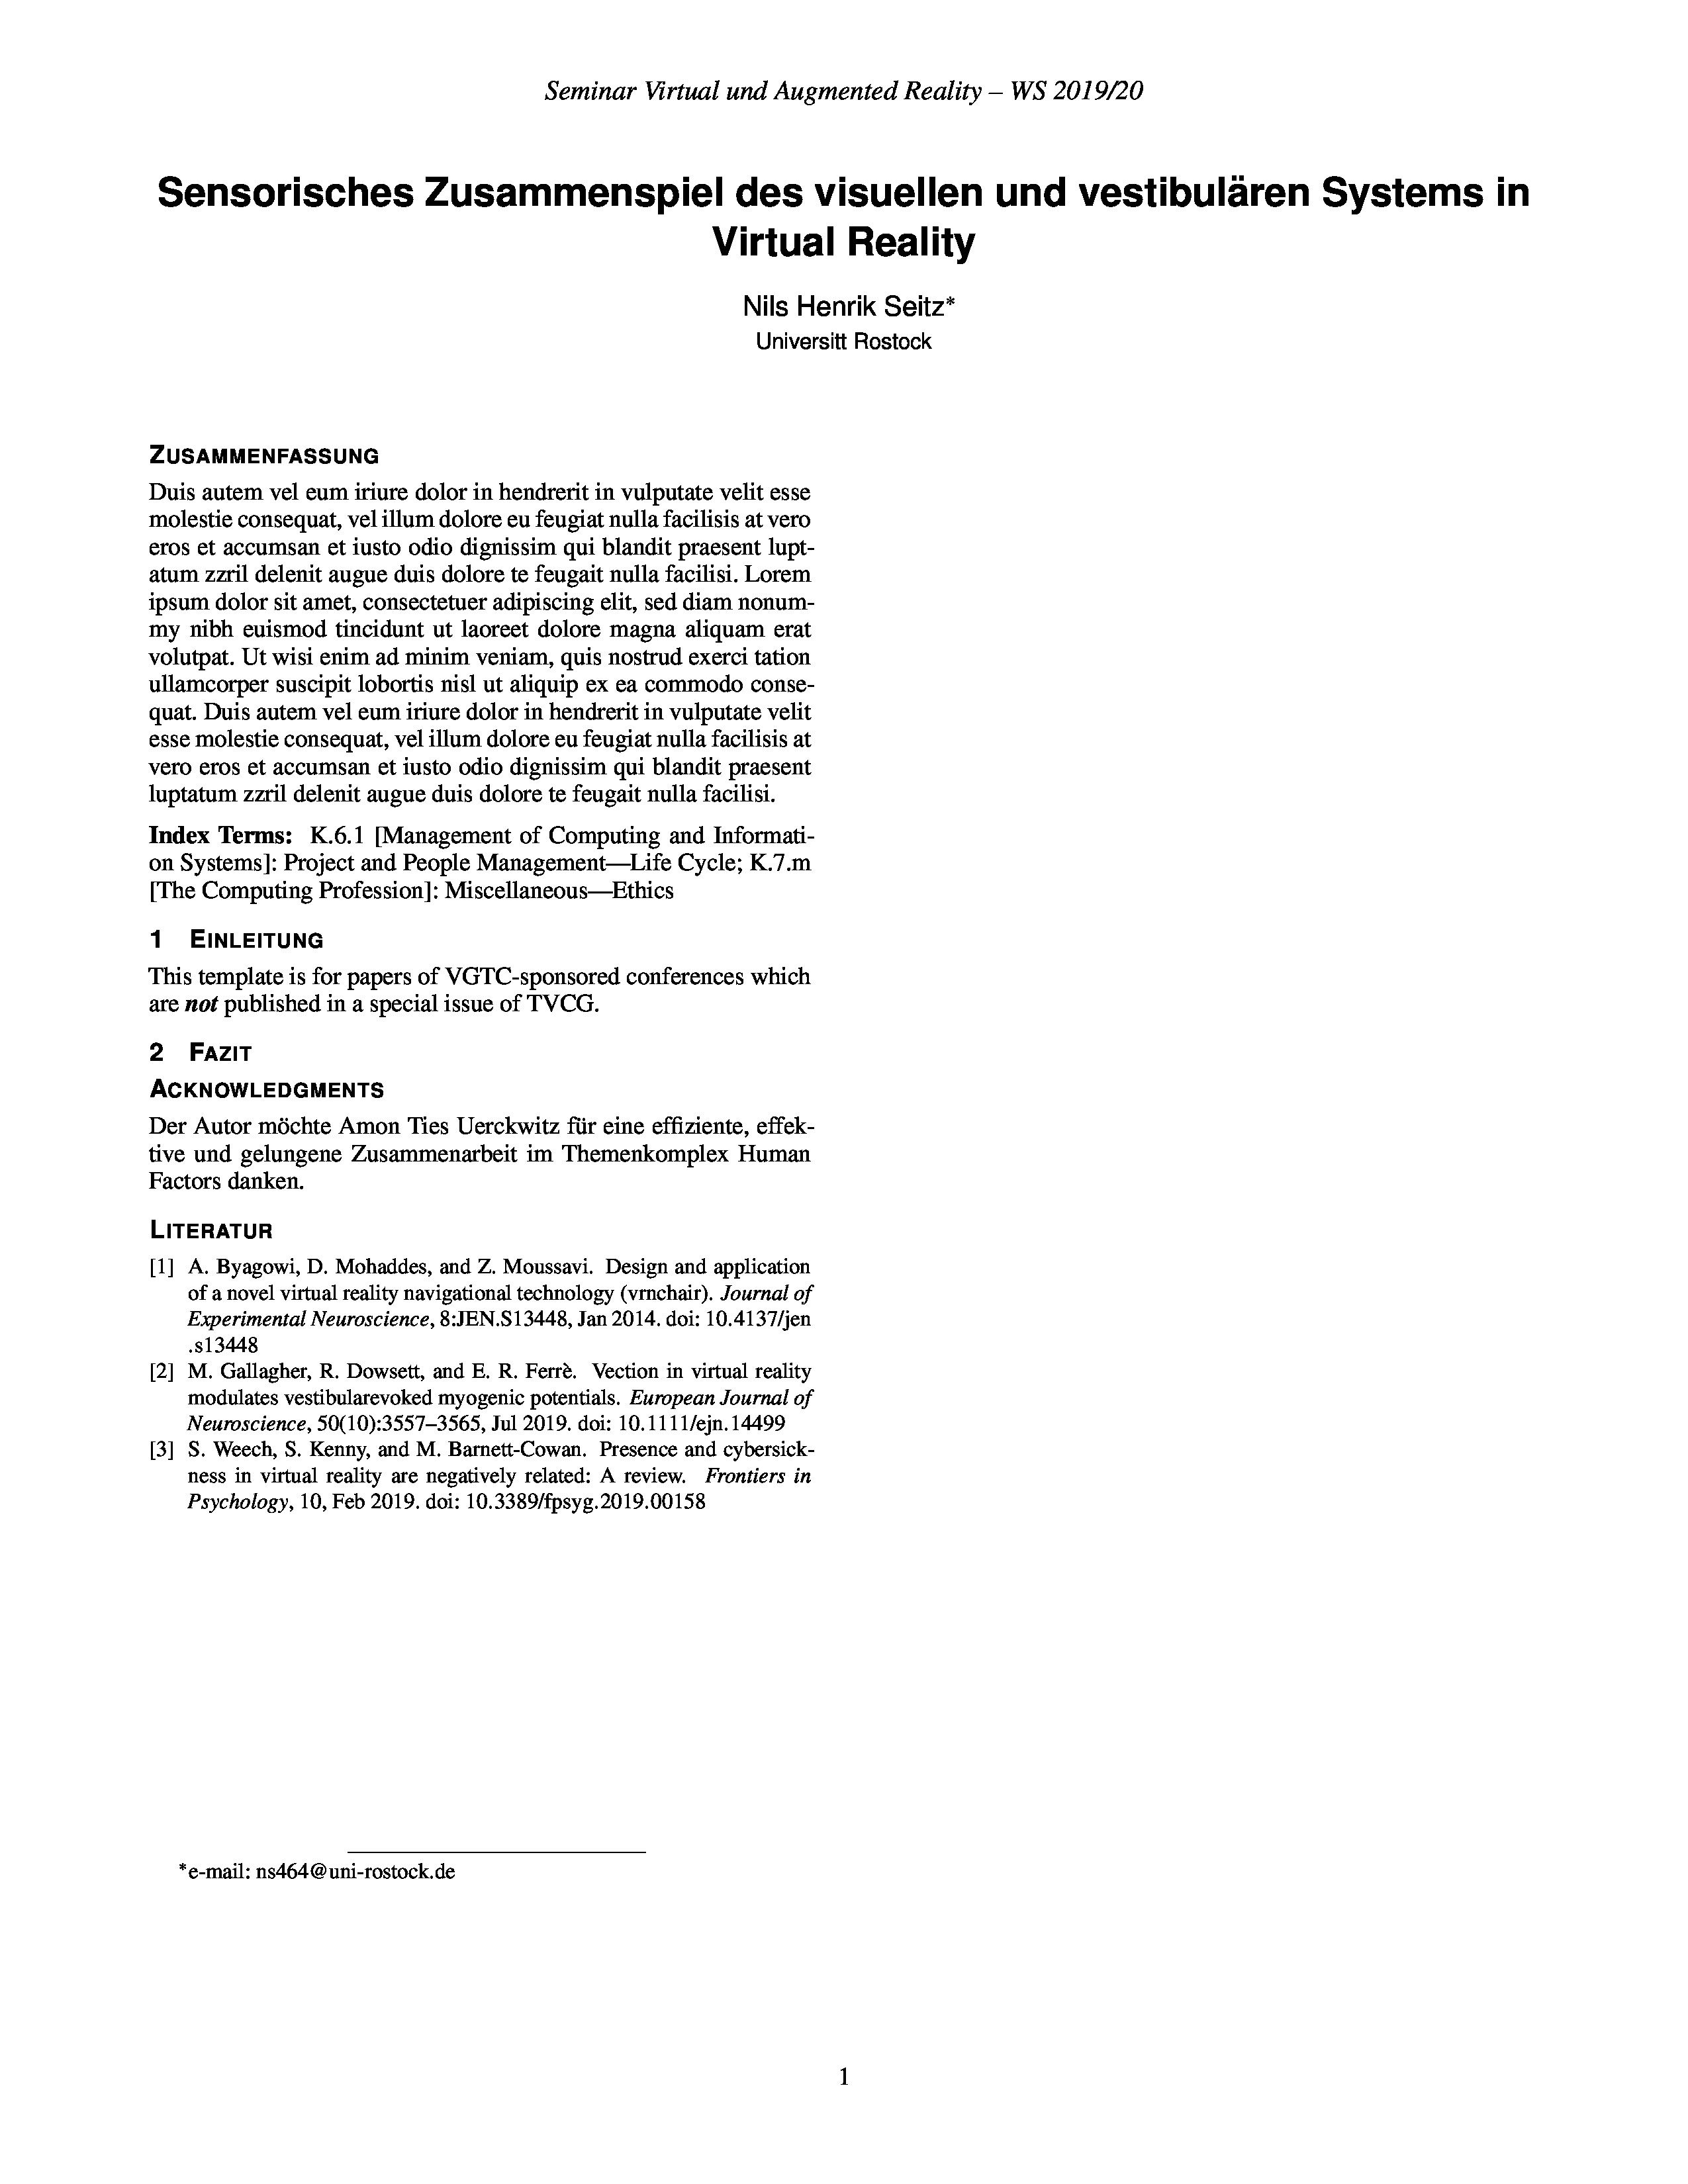 Seminar Virtual und Augmented Reality – WS 2019/20
Sensorisches Zusammenspiel des visuellen und vestibulären Systems in
Virtual Reality
Nils Henrik Seitz*
Universitt Rostock
ZUSAMMENFASSUNG
Duis autem vel eum iriure dolor in hendrerit in vulputate velit esse
molestie consequat, vel illum dolore eu feugiat nulla facilisis at vero
eros et accumsan et iusto odio dignissim qui blandit praesent lupt-
atum zzril delenit augue duis dolore te feugait nulla facilisi. Lorem
ipsum dolor sit amet, consectetuer adipiscing elit, sed diam nonum-
my nibh euismod tincidunt ut laoreet dolore magna aliquam erat
volutpat. Ut wisi enim ad minim veniam, quis nostrud exerci tation
ullamcorper suscipit lobortis nisl ut aliquip ex ea commodo conse-
quat. Duis autem vel eum iriure dolor in hendrerit in vulputate velit
esse molestie consequat, vel illum dolore eu feugiat nulla facilisis at
vero eros et accumsan et iusto odio dignissim qui blandit praesent
luptatum zzril delenit augue duis dolore te feugait nulla facilisi.
Index Terms: K.6.1 [Management of Computing and Informati-
on Systems]: Project and People Management—Life Cycle; K.7.m
[The Computing Profession]: Miscellaneous—Ethics
1 EINLEITUNG
This template is for papers of VGTC-sponsored conferences which
are not published in a special issue of TVCG.
2 FAZIT
ACKNOWLEDGMENTS
Der Autor möchte Amon Ties Uerckwitz für eine effiziente, effek-
tive und gelungene Zusammenarbeit im Themenkomplex Human
Factors danken.
LITERATUR
[1] A. Byagowi, D. Mohaddes, and Z. Moussavi. Design and application
of a novel virtual reality navigational technology (vrnchair). Journal of
Experimental Neuroscience, 8:JEN.S13448, Jan 2014. doi: 10.4137/jen
.s13448
[2] M. Gallagher, R. Dowsett, and E. R. Ferrè. Vection in virtual reality
modulates vestibularevoked myogenic potentials. European Journal of
Neuroscience, 50(10):3557–3565, Jul 2019. doi: 10.1111/ejn.14499
[3] S. Weech, S. Kenny, and M. Barnett-Cowan. Presence and cybersick-
ness in virtual reality are negatively related: A review. Frontiers in
Psychology, 10, Feb 2019. doi: 10.3389/fpsyg.2019.00158
*e-mail: ns464@uni-rostock.de
1